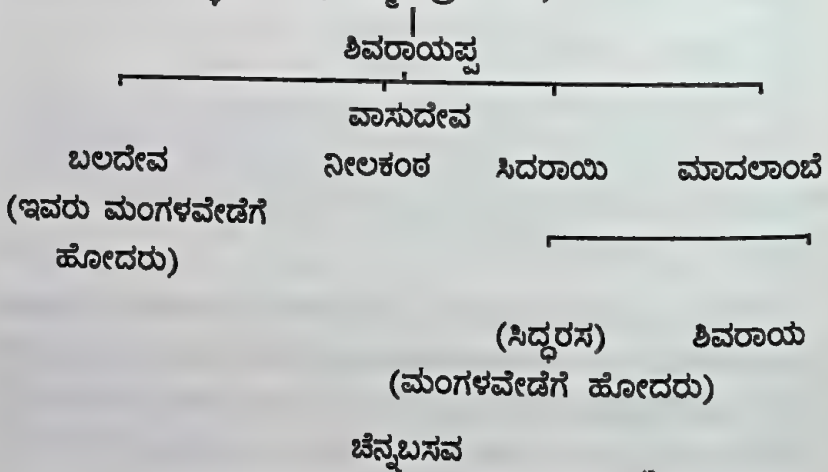 ಶಿವರಾಯಪ್ಪ
ವಾಸುದೇವ
ಬಲದೇವ ನೀಲಕಂಠ ಸಿದರಾಯಿ ಮಾದಲಾಂಬೆ
(ಇವರು ಮಂಗಳವೇಡೆಗೆ
ಹೋದರು)
(ಸಿದ್ಧರಸ) ಶಿವರಾಯ
(ಮಂಗಳವೇಡೆಗೆ ಹೋದರು)
ಚೆನ್ನಬಸವ